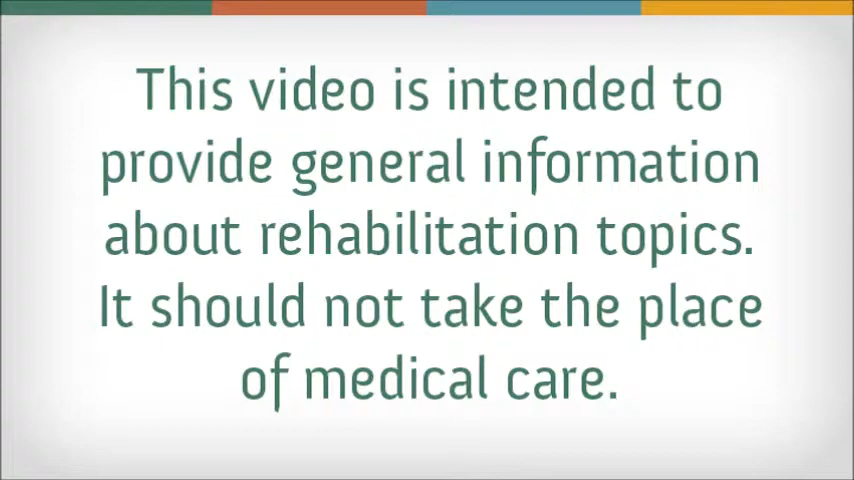 This video is intended to
provide general information
about rehabilitation topics.
It should not take the place
of medical care.